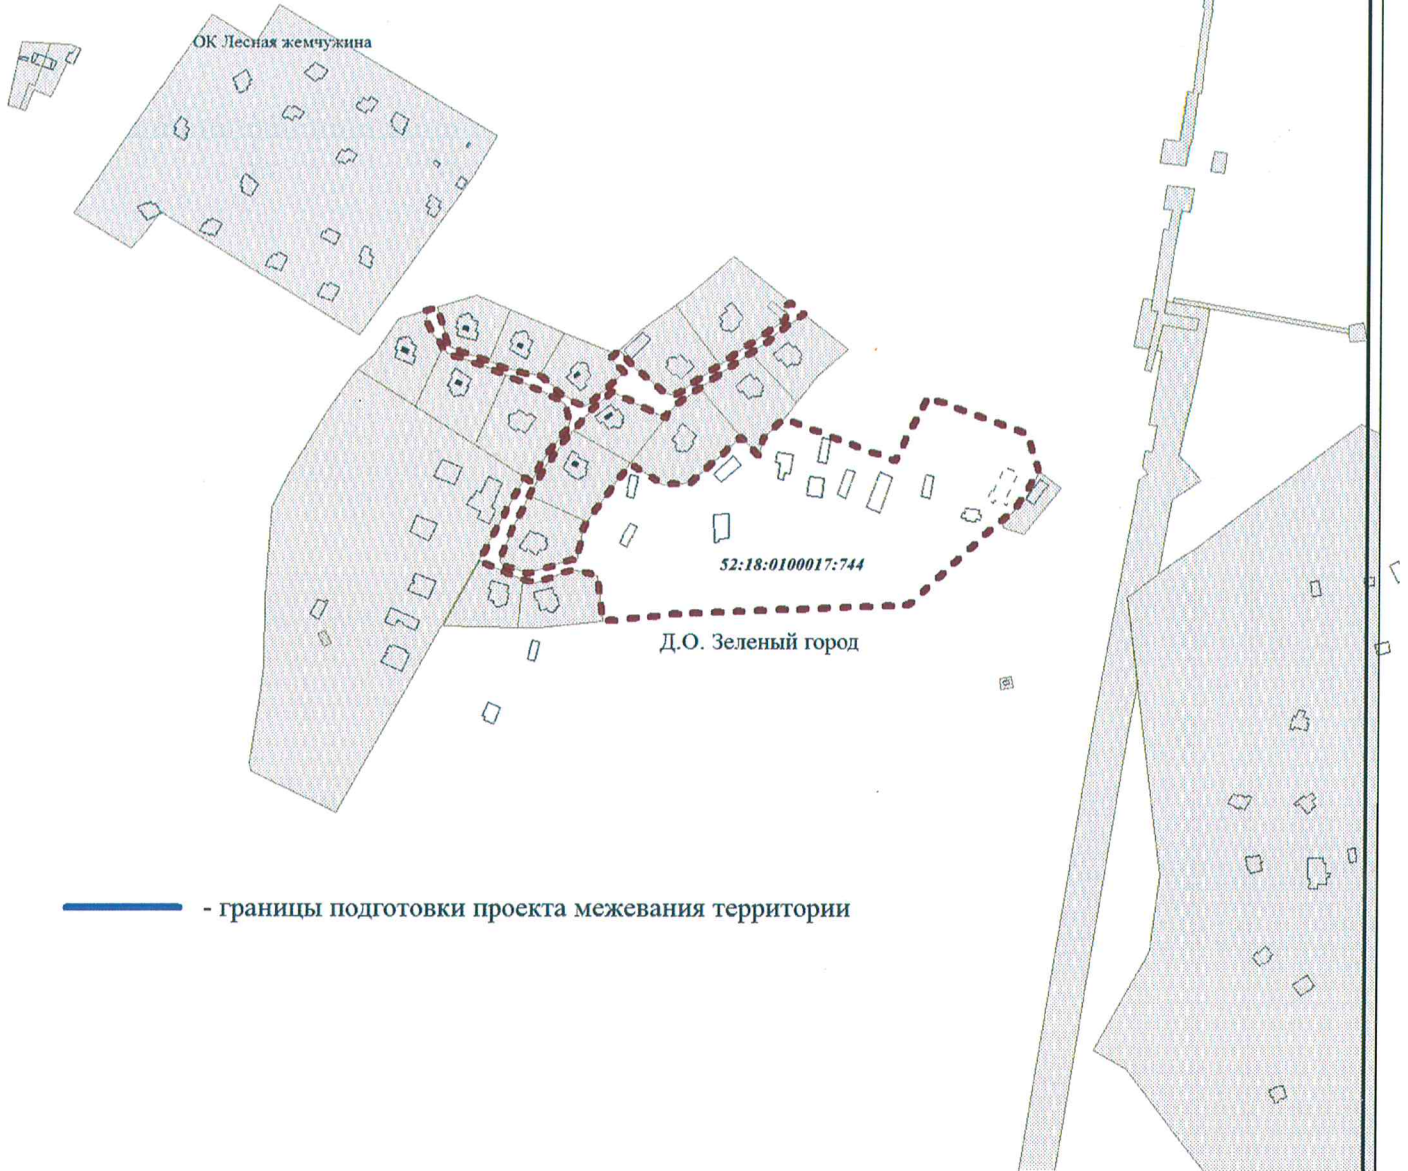 ОК Лесная жемчужина
52:18:0100017:744
Д.О. Зеленый город
- границы подготовки проекта межевания территории